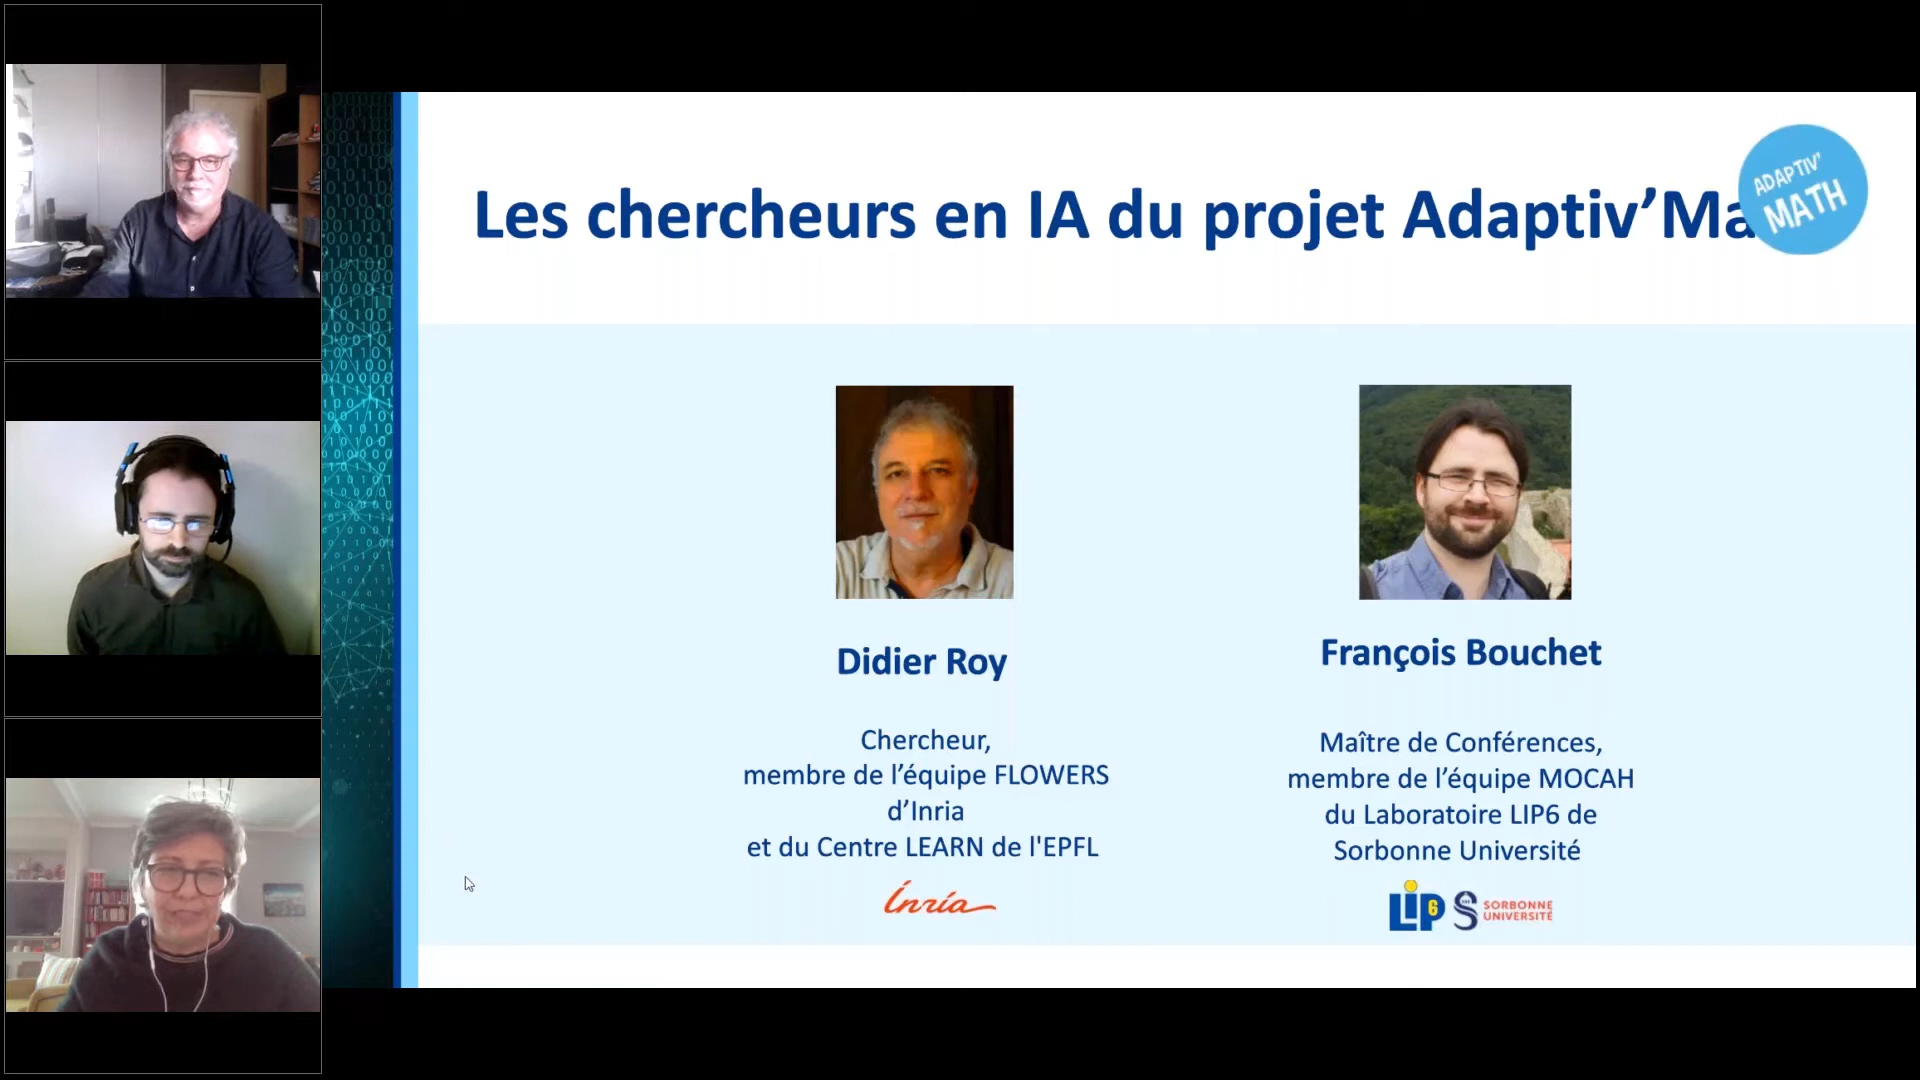 Les chercheurs en IA du projet Adaptiv’Ma
ADAPTIV’
MATH
Didier Roy
Chercheur,
membre de l’équipe FLOWERS
d’Inria
et du Centre LEARN de l'EPFL
Inria
François Bouchet
Maître de Conférences,
membre de l’équipe MOCAH
du Laboratoire LIP6 de
Sorbonne Université
LIP6
SORBONNE
UNIVERSITÉ